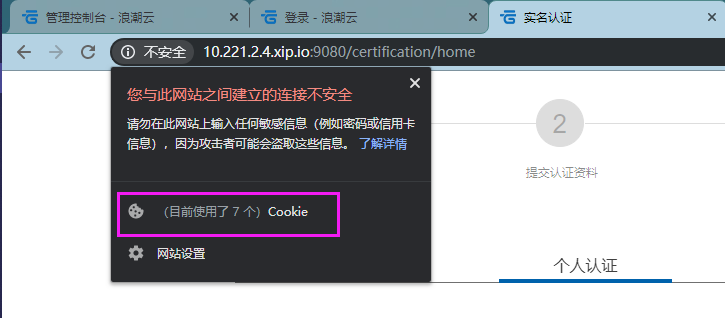 管理控制台 - 浪潮云
登录 - 浪潮云
实名认证
不安全
10.221.2.4.xip.io:9080/certification/home
您与此网站之间建立的连接不安全
请勿在此网站上输入任何敏感信息（例如密码或信用卡
信息），因为攻击者可能会盗取这些信息。 了解详情
（目前使用了 7 个）Cookie
网站设置
2
提交认证资料
个人认证